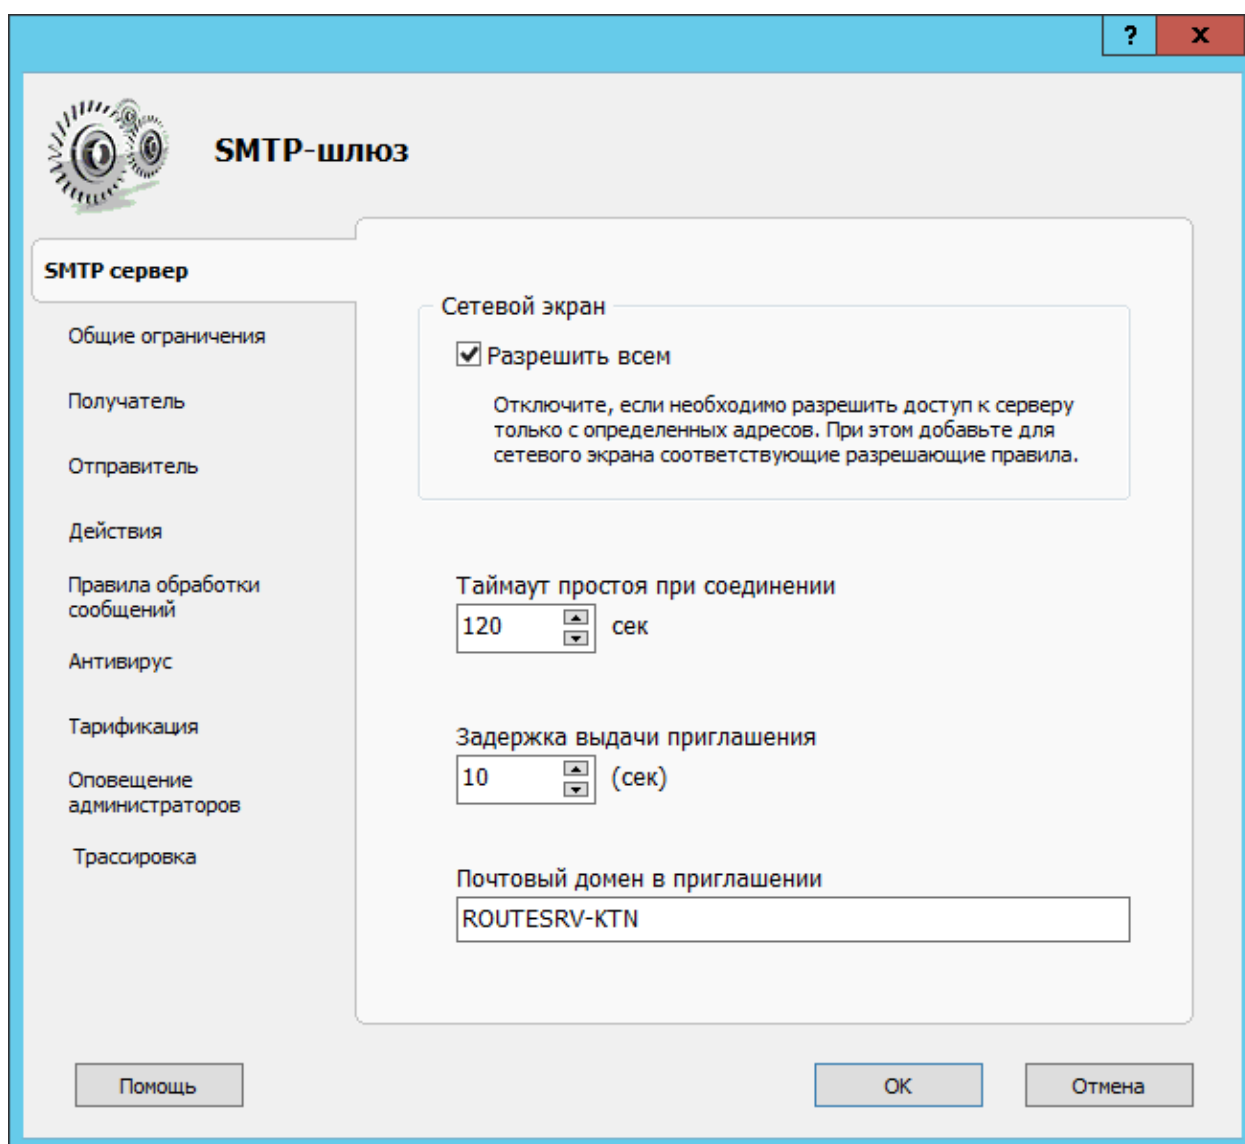 ? x
SMTP-шлюз
SMTP сервер
Общие ограничения
Получатель
Отправитель
Действия
Правила обработки
сообщений
Антивирус
Тарификация
Оповещение
администраторов
Трассировка
Сетевой экран
Разрешить всем
Отключите, если необходимо разрешить доступ к серверу
только с определенных адресов. При этом добавьте для
сетевого экрана соответствующие разрешающие правила.
Таймаут простоя при соединении
120 сек
Задержка выдачи приглашения
10 (сек)
Почтовый домен в приглашении
ROUTESRV-KTN
Помощь OK Отмена